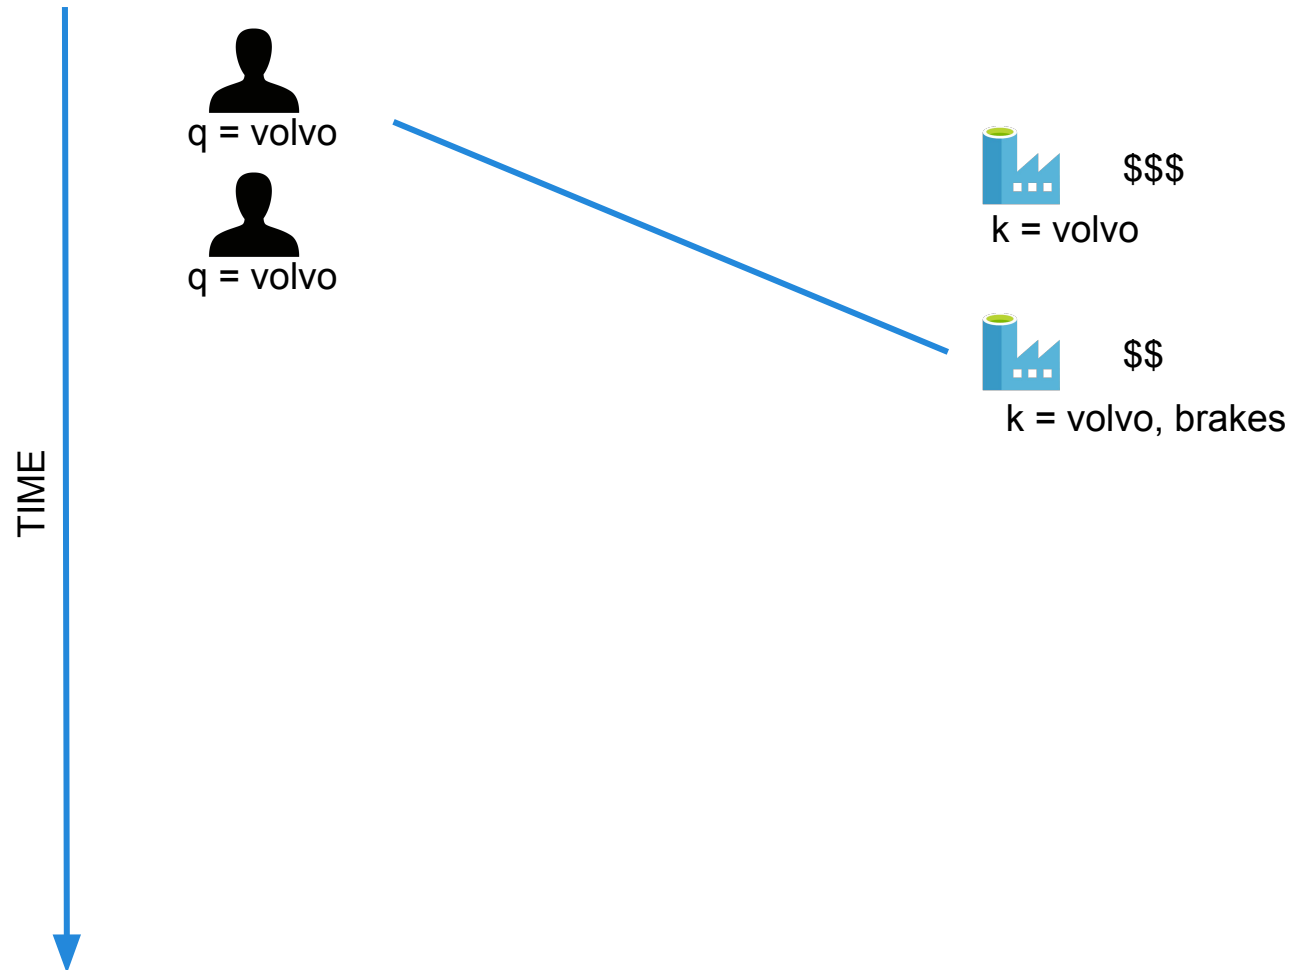 q = volvo
q = volvo
$$$
k = volvo
$$
k = volvo, brakes
TIME